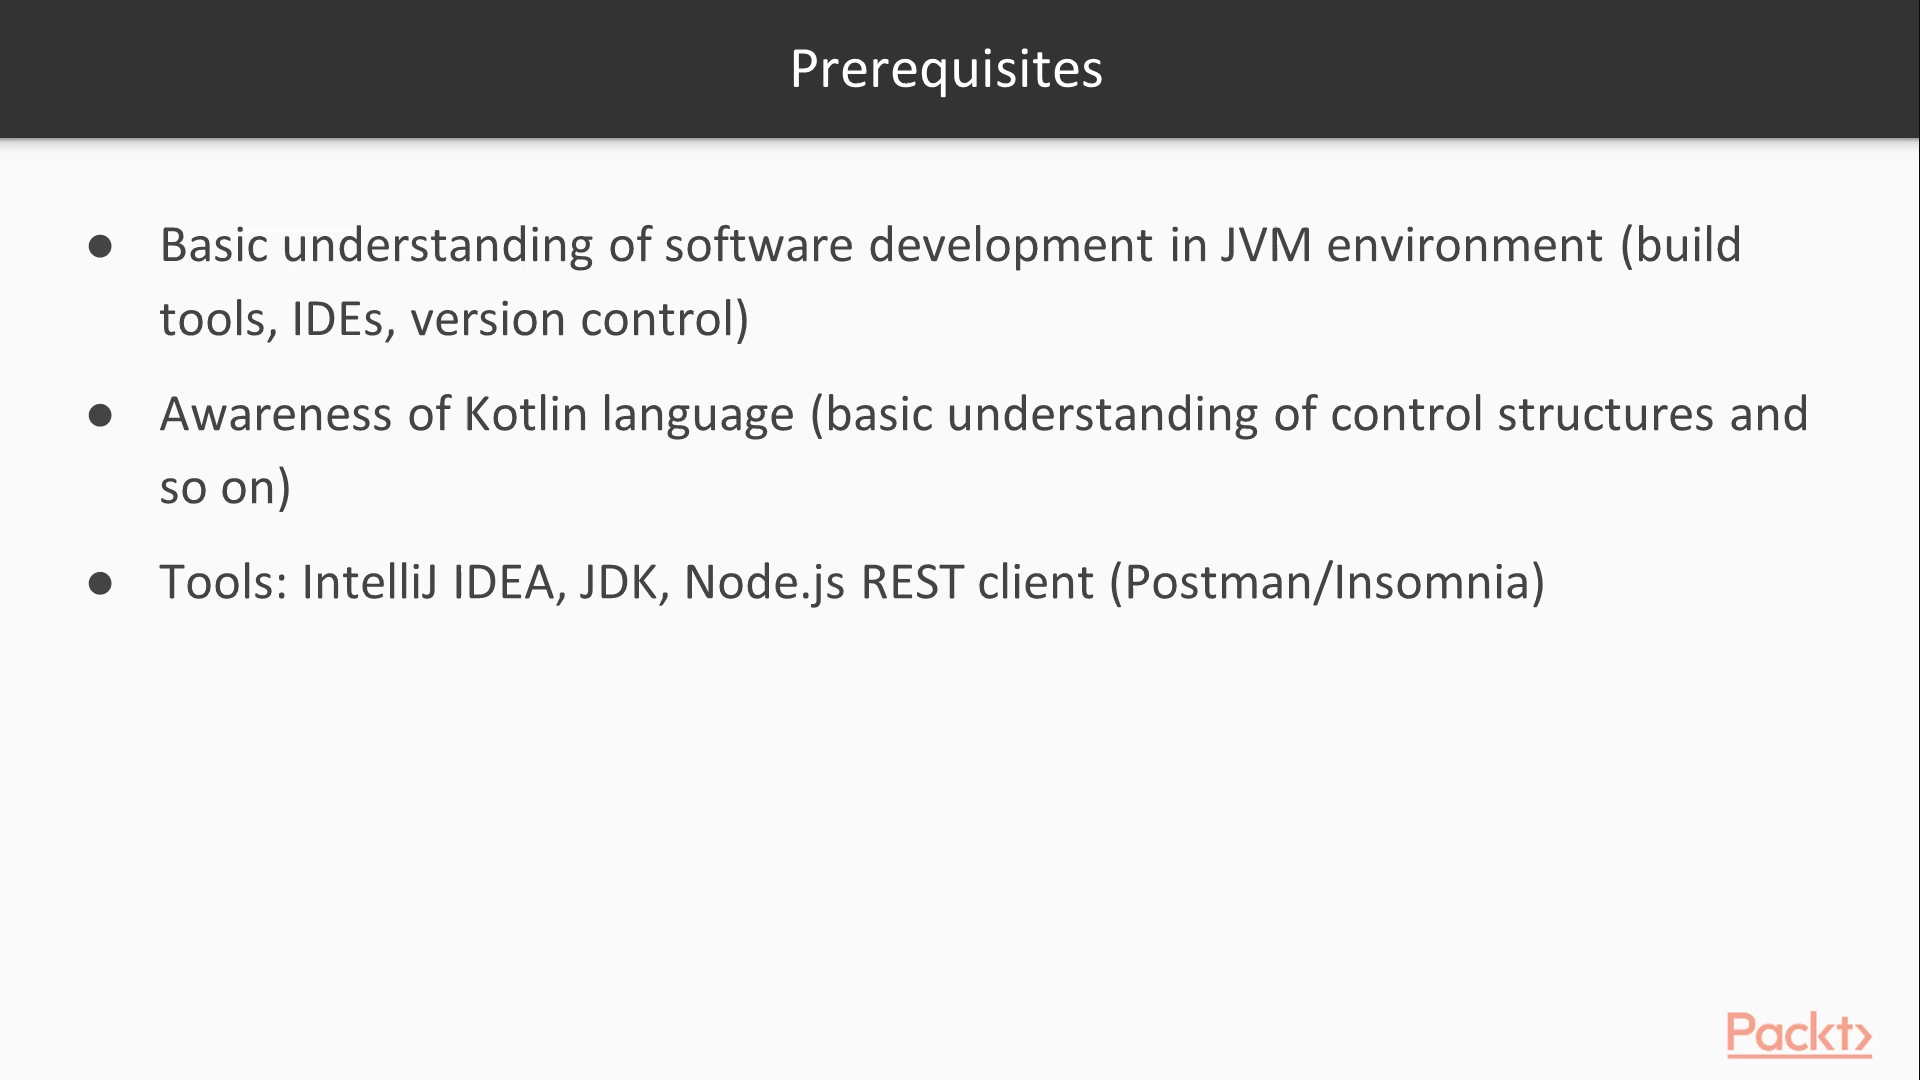 Prerequisites
● Basic understanding of software development in JVM environment (build
tools, IDEs, version control)
● Awareness of Kotlin language (basic understanding of control structures and
so on)
● Tools: IntelliJ IDEA, JDK, Node.js REST client (Postman/Insomnia)
Packt>